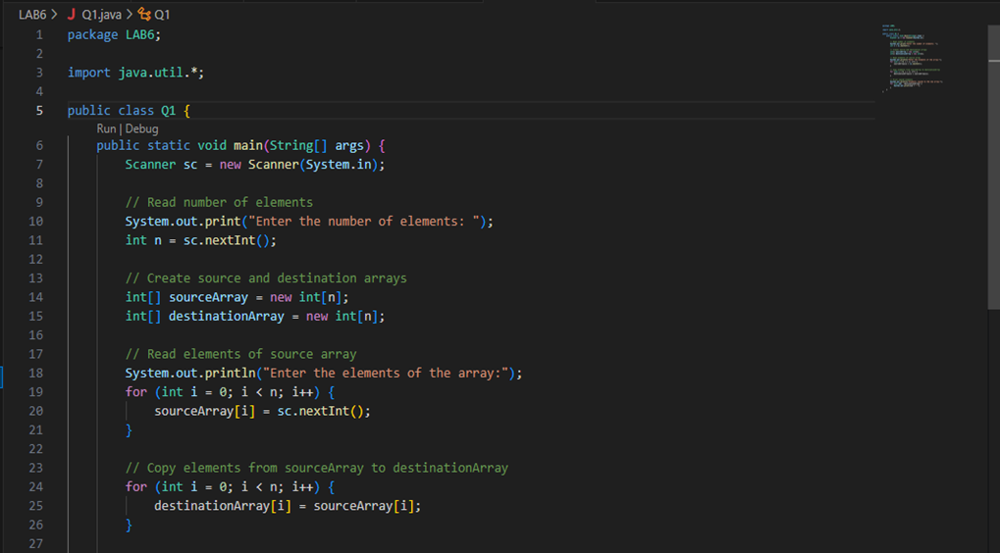 LAB6 > J Q1.java > Q1
1 package LAB6;
2
3 import java.util.*;
4
5 public class Q1 {
Run | Debug
6 public static void main(String[] args) {
7 Scanner sc = new Scanner(System.in);
8
9 // Read number of elements
10 System.out.print("Enter the number of elements: ");
11 int n = sc.nextInt();
12
13 // Create source and destination arrays
14 int[] sourceArray = new int[n];
15 int[] destinationArray = new int[n];
16
17 // Read elements of source array
18 System.out.println("Enter the elements of the array:");
19 for (int i = 0; i < n; i++) {
20 sourceArray[i] = sc.nextInt();
21 }
22
23 // Copy elements from sourceArray to destinationArray
24 for (int i = 0; i < n; i++) {
25 destinationArray[i] = sourceArray[i];
26 }
27